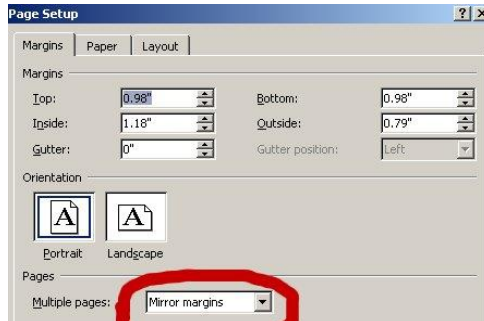 Page Setup
Margins Paper Layout
Margins
Top: 0.98" Bottom: 0.98"
Inside: 1.18" Outside: 0.79"
Gutter: 0" Gutter position: Left
Orientation
A A
Portrait Landscape
Pages
Multiple pages: Mirror margins